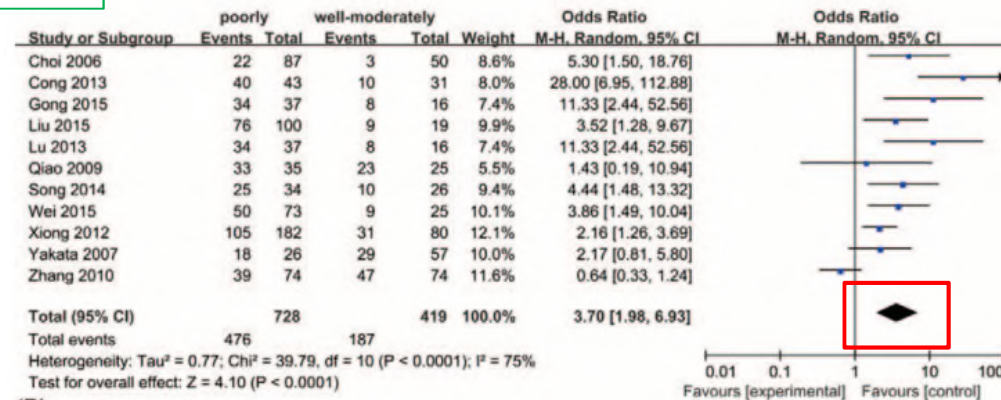 poorly well-moderately Odds Ratio Odds Ratio
Study or Subgroup Events Total Events Total Weight M-H, Random, 95% CI M-H, Random, 95% CI
Choi 2006 22 87 3 50 8.6% 5.30 [1.50, 18.76]
Cong 2013 40 43 10 31 8.0% 28.00 [6.95, 112.88]
Gong 2015 34 37 8 16 7.4% 11.33 [2.44, 52.56]
Liu 2015 76 100 9 19 9.9% 3.52 [1.28, 9.67]
Lu 2013 34 37 8 16 7.4% 11.33 [2.44, 52.56]
Qiao 2009 33 35 23 25 5.5% 1.43 [0.19, 10.94]
Song 2014 25 34 10 26 9.4% 4.44 [1.48, 13.32]
Wei 2015 50 73 9 25 10.1% 3.86 [1.49, 10.04]
Xiong 2012 105 182 31 80 12.1% 2.16 [1.26, 3.69]
Yakata 2007 18 26 29 57 10.0% 2.17 [0.81, 5.80]
Zhang 2010 39 74 47 74 11.6% 0.64 [0.33, 1.24]
Total (95% CI) 728 419 100.0% 3.70 [1.98, 6.93]
Total events 476 187
Heterogeneity: Tau² = 0.77; Chi² = 39.79, df = 10 (P < 0.0001); I² = 75%
Test for overall effect: Z = 4.10 (P < 0.0001)
0.01 0.1 1 10 100
Favours [experimental] Favours [control]